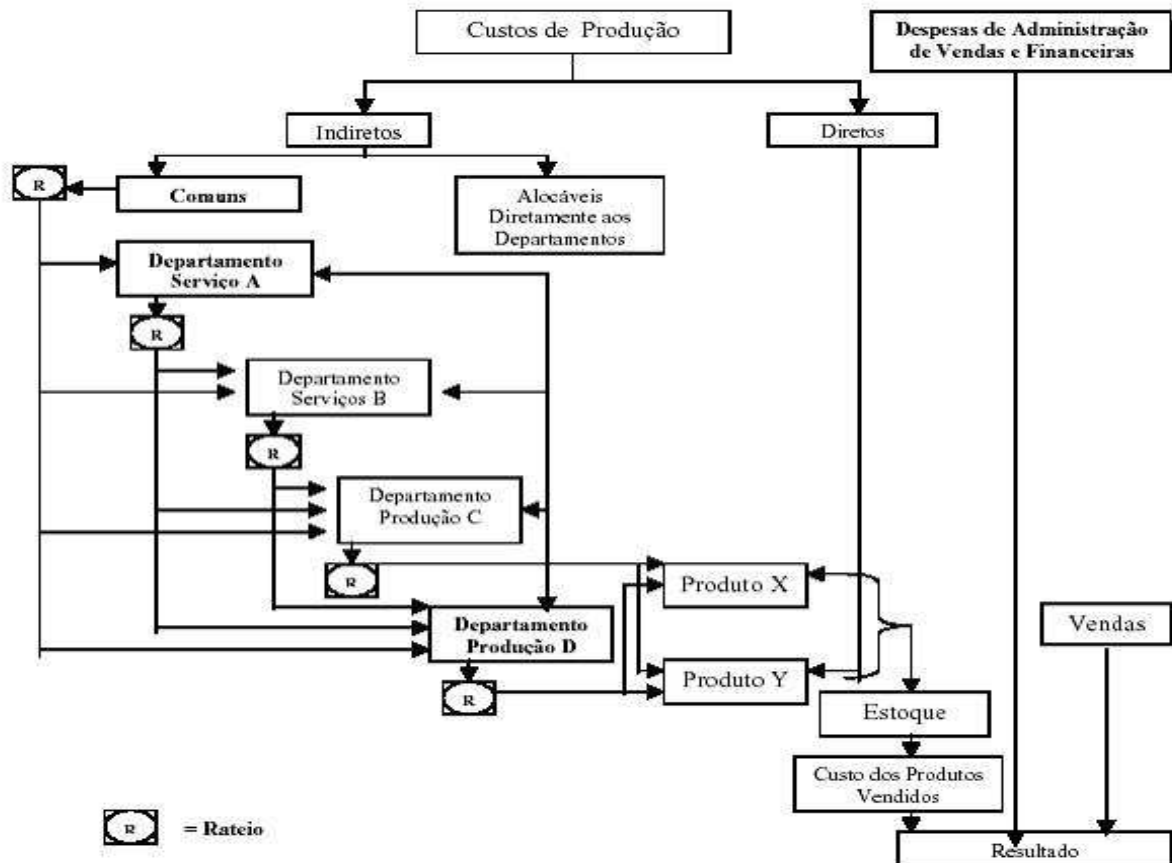 Custos de Produção
Despesas de Administração
de Vendas e Financeiras
Indiretos
Diretos
R
Comuns
Alocáveis
Diretamente aos
Departamentos
Departamento
Serviço A
R
Departamento
Serviços B
R
Departamento
Produção C
R
Produto X
Departamento
Produção D
Vendas
Produto Y
R
Estoque
Custo dos Produtos
Vendidos
R
= Rateio
Resultado